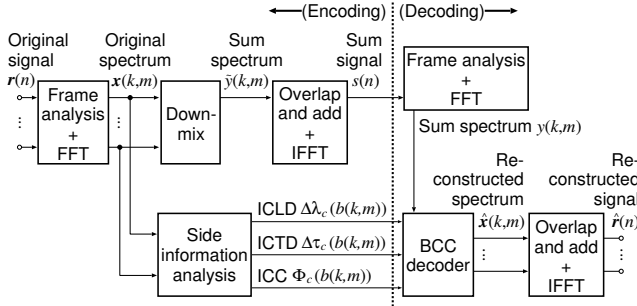 (Encoding) (Decoding)
Original
signal
r(n)
Original
spectrum
x(k,m)
Sum
spectrum
ỹ(k,m)
Sum
signal
s(n)
Frame
analysis
+
FFT
Down-
mix
Overlap
and add
+
IFFT
Frame analysis
+
FFT
Sum spectrum y(k,m)
Side
information
analysis
ICLD Δλc(b(k,m))
ICTD Δτc(b(k,m))
ICC Φc(b(k,m))
BCC
decoder
Re-
constructed
spectrum
x̂(k,m)
Overlap
and add
+
IFFT
Re-
constructed
signal
r̂(n)